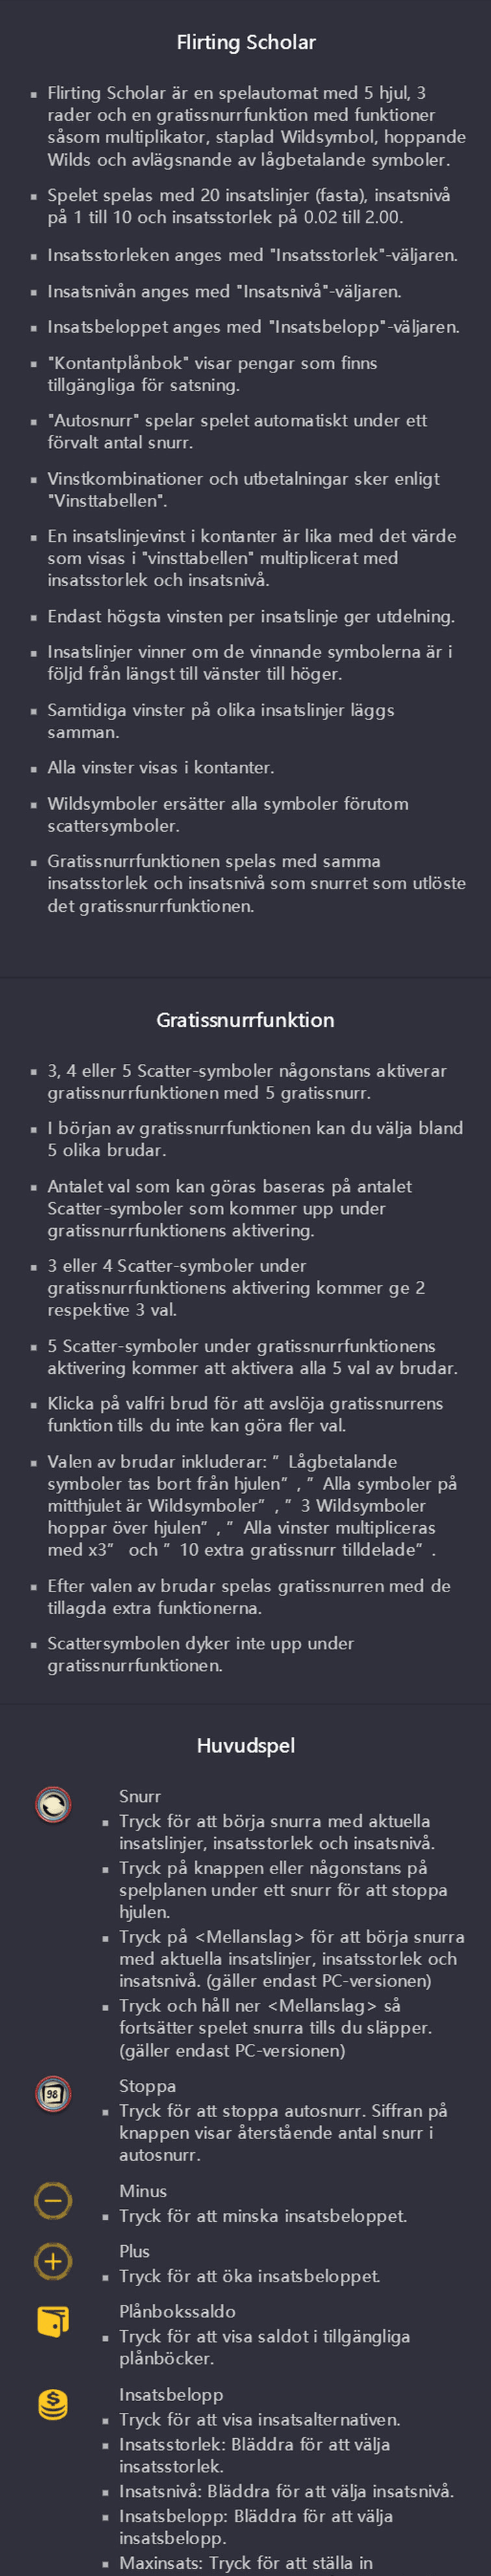 Flirting Scholar
Flirting Scholar är en spelautomat med 5 hjul, 3
rader och en gratissnurrfunktion med funktioner
såsom multiplikator, staplad Wildsymbol, hoppande
Wilds och avlägsnande av lågbetalande symboler.
Spelet spelas med 20 insatslinjer (fasta), insatsnivå
på 1 till 10 och insatsstorlek på 0.02 till 2.00.
Insatsstorleken anges med "Insatsstorlek"-väljaren.
Insatsnivån anges med "Insatsnivå"-väljaren.
Insatsbeloppet anges med "Insatsbelopp"-väljaren.
"Kontantplånbok" visar pengar som finns
tillgängliga för satsning.
"Autosnurr" spelar spelet automatiskt under ett
förvalt antal snurr.
Vinstkombinationer och utbetalningar sker enligt
"Vinsttabellen".
En insatslinjevinst i kontanter är lika med det värde
som visas i "vinsttabellen" multiplicerat med
insatsstorlek och insatsnivå.
Endast högsta vinsten per insatslinje ger utdelning.
Insatslinjer vinner om de vinnande symbolerna är i
följd från längst till vänster till höger.
Samtidiga vinster på olika insatslinjer läggs
samman.
Alla vinster visas i kontanter.
Wildsymboler ersätter alla symboler förutom
scattersymboler.
Gratissnurrfunktionen spelas med samma
insatsstorlek och insatsnivå som snurret som utlöste
det gratissnurrfunktionen.
Gratissnurrfunktion
3, 4 eller 5 Scatter-symboler någonstans aktiverar
gratissnurrfunktionen med 5 gratissnurr.
I början av gratissnurrfunktionen kan du välja bland
5 olika brudar.
Antalet val som kan göras baseras på antalet
Scatter-symboler som kommer upp under
gratissnurrfunktionens aktivering.
3 eller 4 Scatter-symboler under
gratissnurrfunktionens aktivering kommer ge 2
respektive 3 val.
5 Scatter-symboler under gratissnurrfunktionens
aktivering kommer att aktivera alla 5 val av brudar.
Klicka på valfri brud för att avslöja gratissnurrens
funktion tills du inte kan göra fler val.
Valen av brudar inkluderar: ” Lågbetalande
symboler tas bort från hjulen” , ” Alla symboler på
mitthjulet är Wildsymboler” , ” 3 Wildsymboler
hoppar över hjulen” , ” Alla vinster multipliceras
med x3” och ” 10 extra gratissnurr tilldelade” .
Efter valen av brudar spelas gratissnurren med de
tillagda extra funktionerna.
Scattersymbolen dyker inte upp under
gratissnurrfunktionen.
Huvudspel
Snurr
Tryck för att börja snurra med aktuella
insatslinjer, insatsstorlek och insatsnivå.
Tryck på knappen eller någonstans på
spelplanen under ett snurr för att stoppa
hjulen.
Tryck på <Mellanslag> för att börja snurra
med aktuella insatslinjer, insatsstorlek och
insatsnivå. (gäller endast PC-versionen)
Tryck och håll ner <Mellanslag> så
fortsätter spelet snurra tills du släpper.
(gäller endast PC-versionen)
98
Stoppa
Tryck för att stoppa autosnurr. Siffran på
knappen visar återstående antal snurr i
autosnurr.
Minus
Tryck för att minska insatsbeloppet.
Plus
Tryck för att öka insatsbeloppet.
Plånbokssaldo
Tryck för att visa saldot i tillgängliga
plånböcker.
Insatsbelopp
Tryck för att visa insatsalternativen.
Insatsstorlek: Bläddra för att välja
insatsstorlek.
Insatsnivå: Bläddra för att välja insatsnivå.
Insatsbelopp: Bläddra för att välja
insatsbelopp.
Maxinsats: Tryck för att ställa in